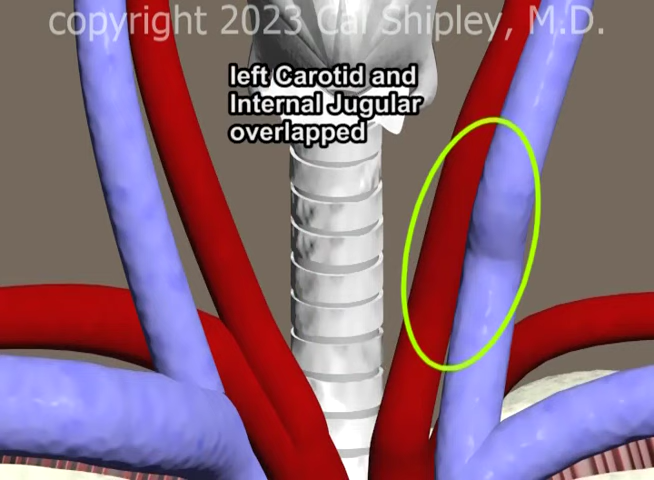 copyright 2023 Cal Shipley, M.D.
left Carotid and
Internal Jugular
overlapped